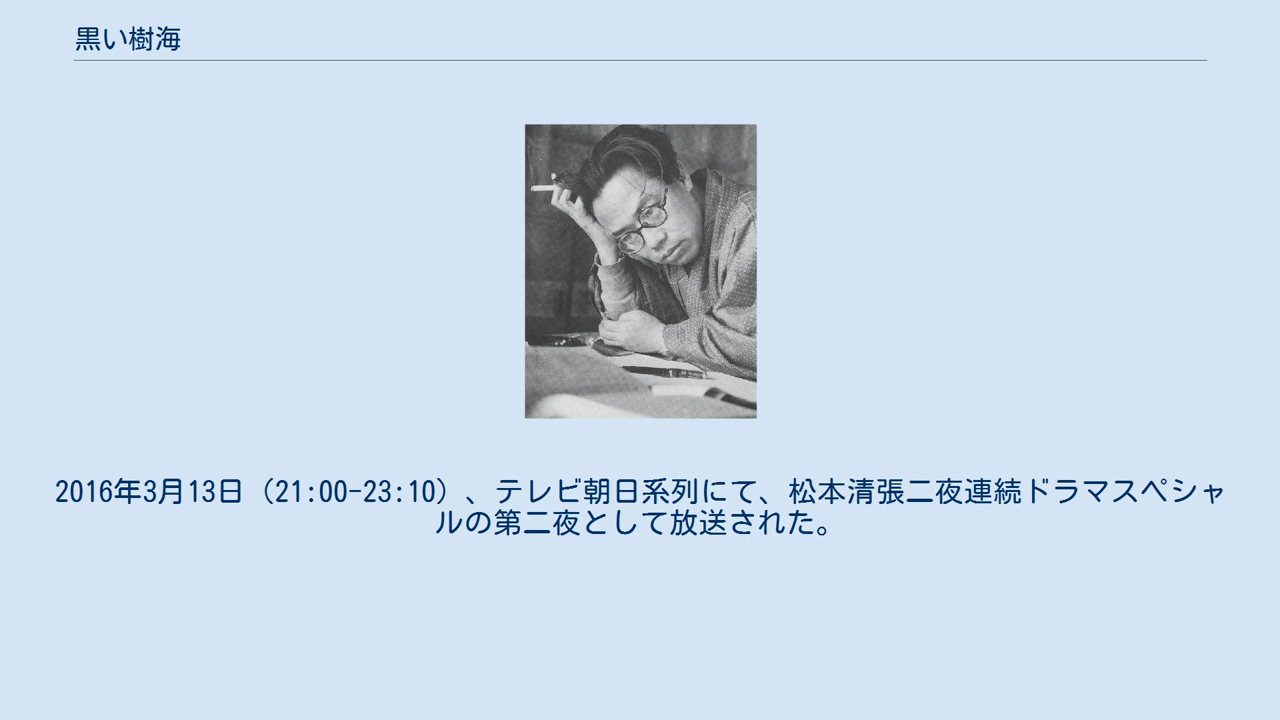 黒い樹海
2016年3月13日（21:00-23:10）、テレビ朝日系列にて、松本清張二夜連続ドラマスペシャ
ルの第二夜として放送された。